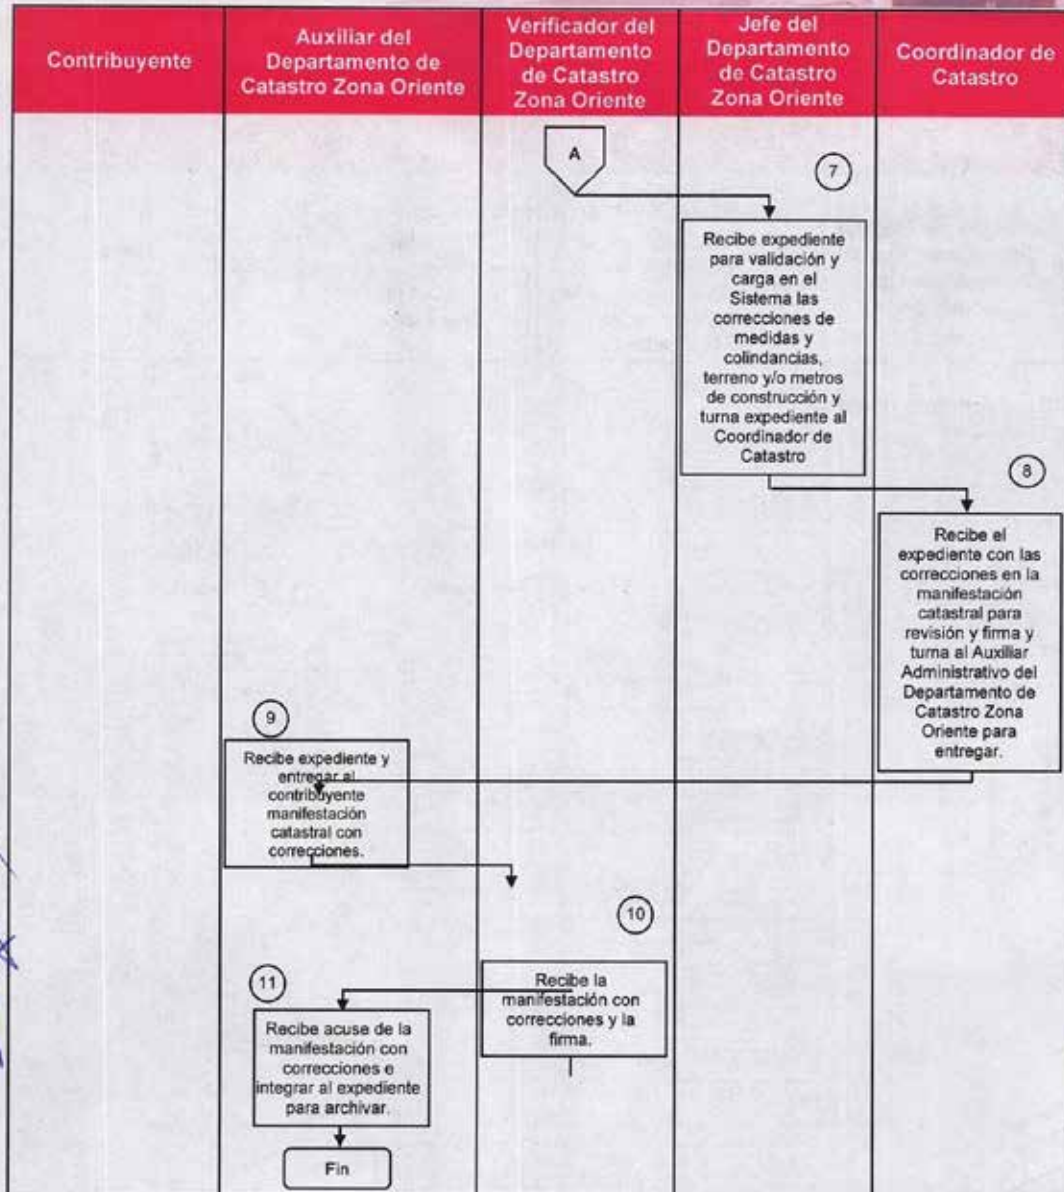 Contribuyente
Auxiliar del
Departamento de
Catastro Zona Oriente
Verificador del
Departamento
de Catastro
Zona Oriente
Jefe del
Departamento
de Catastro
Zona Oriente
Coordinador de
Catastro
A
7
Recibe expediente
para validación y
carga en el
Sistema las
correcciones de
medidas y
colindancias,
terreno y/o metros
de construcción y
turna expediente al
Coordinador de
Catastro
8
Recibe el
expediente con las
correcciones en la
manifestación
catastral para
revisión y firma y
turna al Auxiliar
Administrativo del
Departamento de
Catastro Zona
Oriente para
entregar.
9
Recibe expediente y
entregar al
contribuyente
manifestación
catastral con
correcciones.
10
Recibe la
manifestación con
correcciones y la
firma.
11
Recibe acuse de la
manifestación con
correcciones e
integrar al expediente
para archivar.
Fin